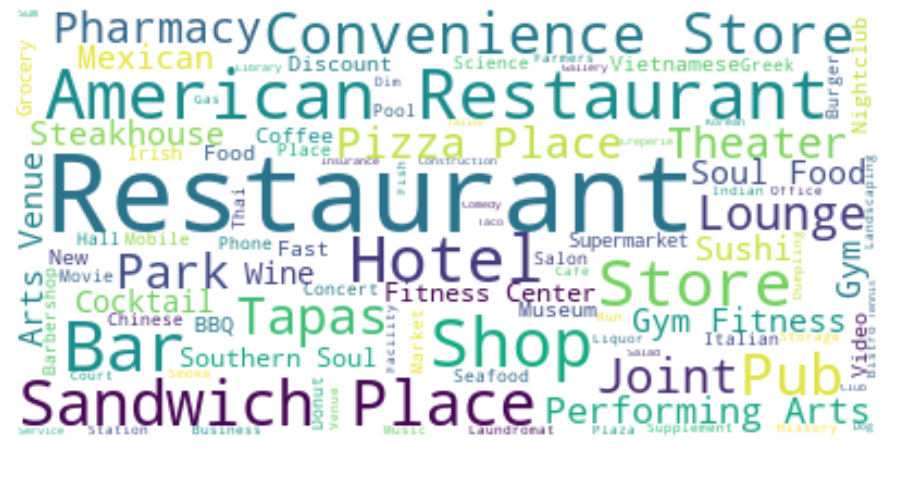 Pharmacy Convenience Store
Grocery Mexican Library Discount Science Farmers Gallery Vietnamese Greek Burger Nightclub
American Restaurant
Gas Dim Pool
Steakhouse Coffee Place Pizza Place Creperie Theater Korean
Irish Food Insurance Construction
Arts Venue Restaurant Soul Food
Thai Fish Comedy Taco Indian Office Landscaping
Lounge
Hall Mobile Phone Fast Hotel Supermarket Sushi Gym
New Movie Park Wine Salon Cafe Store Dumpling
Concert Fitness Center
Barbershop Cocktail Tapas Museum Gym Fitness
Chinese BBQ Facility Market Shop Liquor Italian Storage Video Bistro Tennis
Bar Southern Soul Salad
Court Smoke Seafood Joint Pub Club
Sandwich Place Donut Venue Performing Arts
Service Station Business Music Laundromat Plaza Supplement History Dog